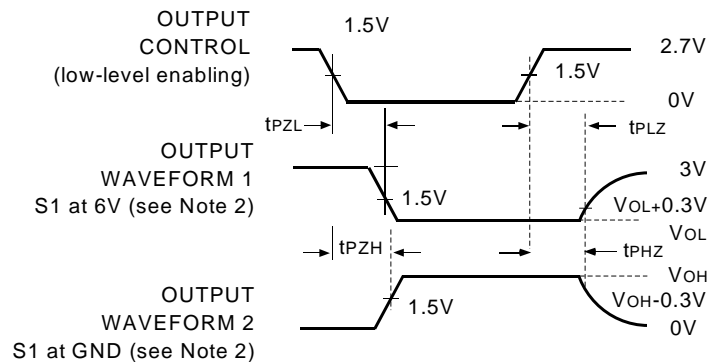 OUTPUT
CONTROL
(low-level enabling)
1.5V
2.7V
1.5V
0V
tPZL
tPLZ
OUTPUT
WAVEFORM 1
S1 at 6V (see Note 2)
3V
1.5V
VOL+0.3V
VOL
tPZH
tPHZ
OUTPUT
WAVEFORM 2
S1 at GND (see Note 2)
1.5V
VOH
VOH-0.3V
0V